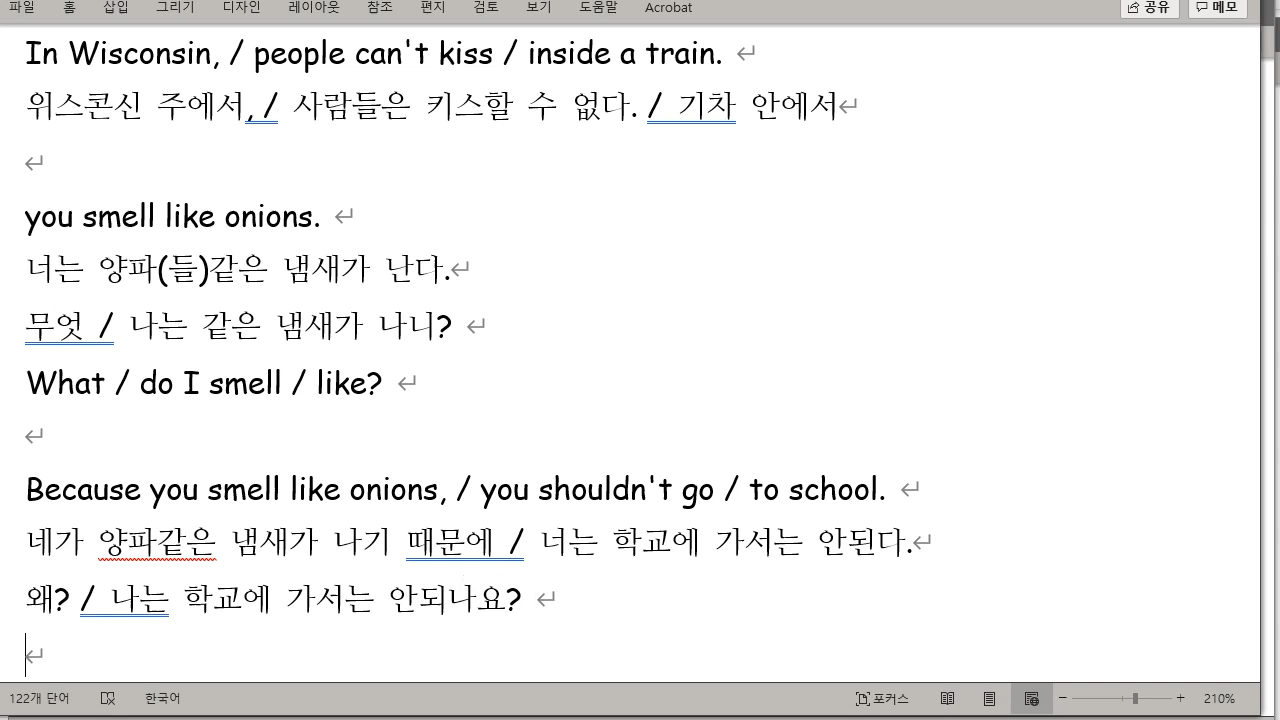 파일 홈 삽입 그리기 디자인 레이아웃 참조 편지 검토 보기 도움말 Acrobat 공유 메모
In Wisconsin, / people can't kiss / inside a train.
위스콘신 주에서, / 사람들은 키스할 수 없다. / 기차 안에서
you smell like onions.
너는 양파(들)같은 냄새가 난다.
무엇 / 나는 같은 냄새가 나니?
What / do I smell / like?
Because you smell like onions, / you shouldn't go / to school.
네가 양파같은 냄새가 나기 때문에 / 너는 학교에 가서는 안된다.
왜? / 나는 학교에 가서는 안되나요?
122개 단어 한국어 포커스 210%